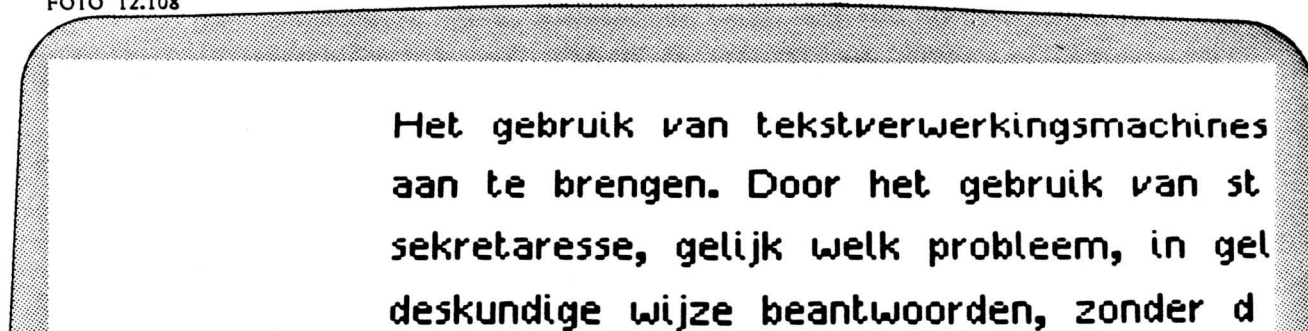 FOTO 12.108
Het gebruik van tekstverwerkingsmachines
aan te brengen. Door het gebruik van st
sekretaresse, gelijk welk probleem, in gel
deskundige wijze beantwoorden, zonder d